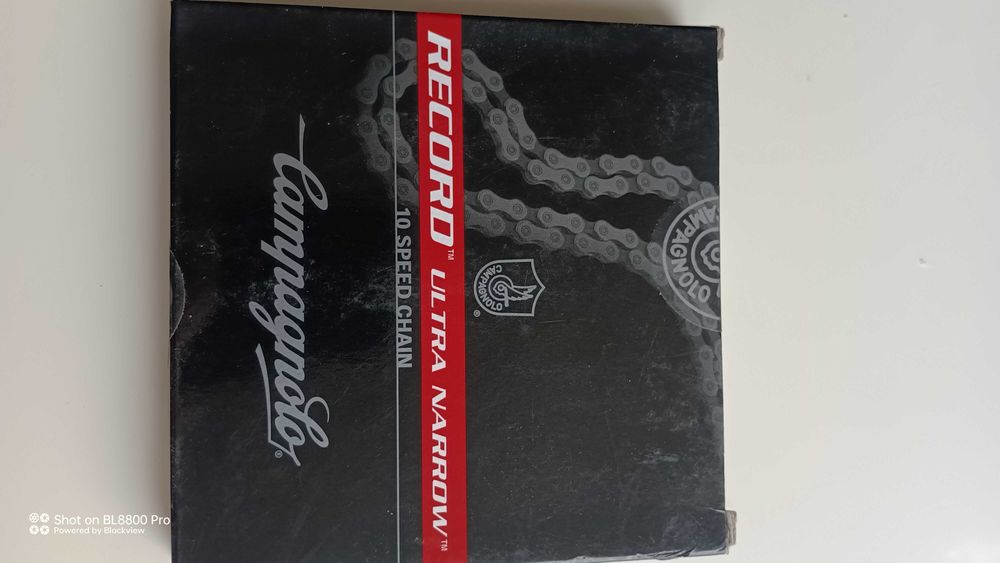 RECORD™ ULTRA NARROW™
10 SPEED CHAIN
Campagnolo®
CAMPAGNOLO
®
CAMPAGNOLO
Shot on BL8800 Pro
Powered by Blackview